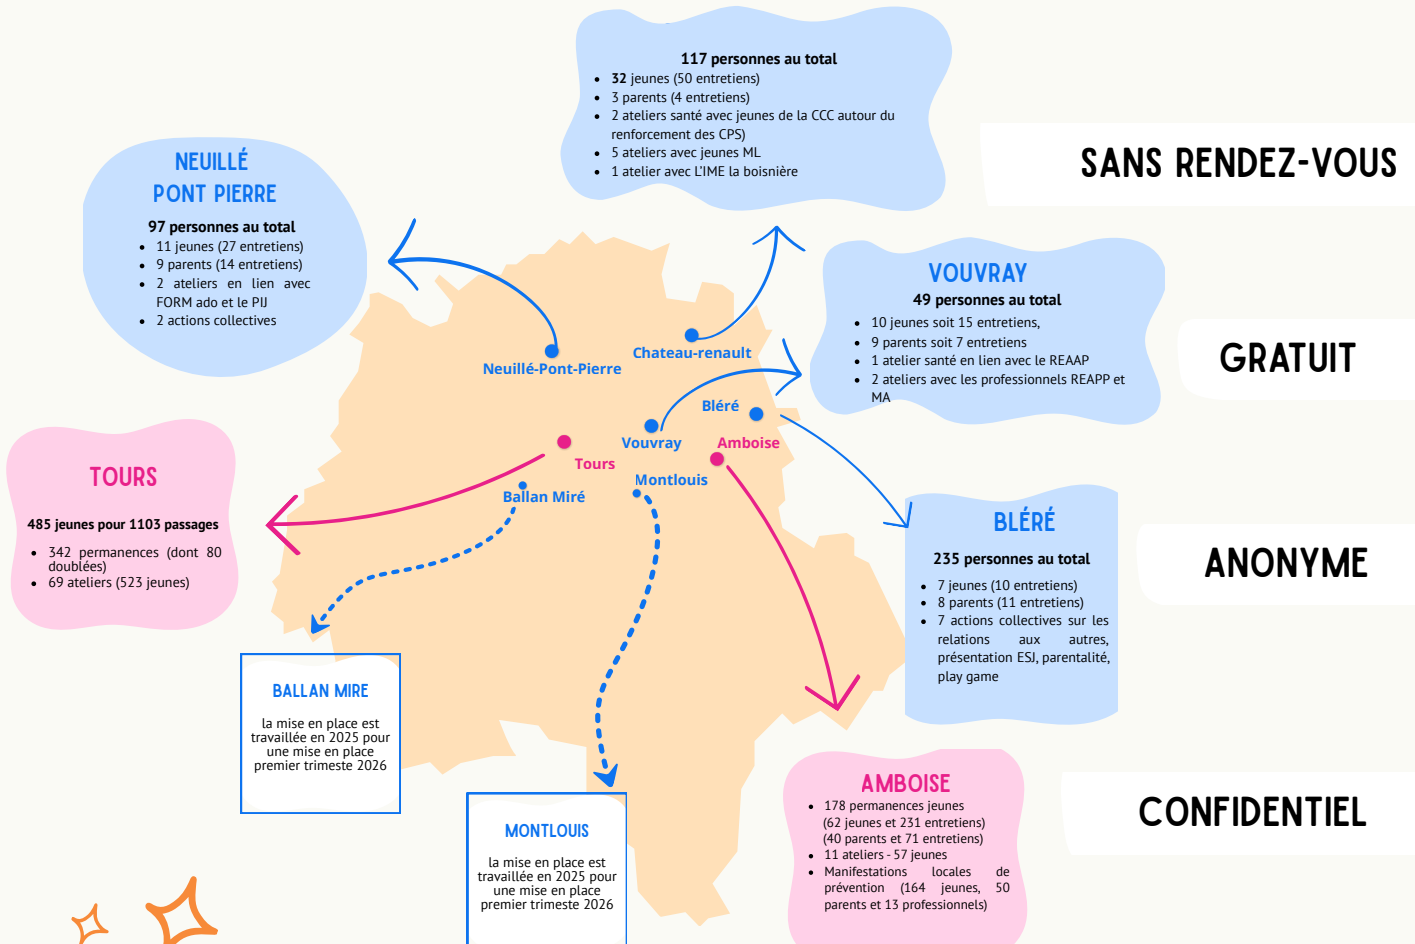 117 personnes au total
32 jeunes (50 entretiens)
3 parents (4 entretiens)
2 ateliers santé avec jeunes de la CCC autour du
renforcement des CPS)
5 ateliers avec jeunes ML
1 atelier avec L'IME la boisnière
SANS RENDEZ-VOUS
NEUILLÉ
PONT PIERRE
97 personnes au total
11 jeunes (27 entretiens)
9 parents (14 entretiens)
2 ateliers en lien avec
FORM ado et le PIJ
2 actions collectives
VOUVRAY
49 personnes au total
10 jeunes soit 15 entretiens,
9 parents soit 7 entretiens
1 atelier santé en lien avec le REAAP
2 ateliers avec les professionnels REAPP et
MA
GRATUIT
Neuillé-Pont-Pierre
Chateau-renault
Bléré
Vouvray
Amboise
Tours
Montlouis
Ballan Miré
TOURS
485 jeunes pour 1103 passages
342 permanences (dont 80
doublées)
69 ateliers (523 jeunes)
BLÉRÉ
235 personnes au total
7 jeunes (10 entretiens)
8 parents (11 entretiens)
7 actions collectives sur les
relations aux autres,
présentation ESJ, parentalité,
play game
ANONYME
BALLAN MIRE
la mise en place est
travaillée en 2025 pour
une mise en place
premier trimeste 2026
MONTLOUIS
la mise en place est
travaillée en 2025 pour
une mise en place
premier trimeste 2026
AMBOISE
178 permanences jeunes
(62 jeunes et 231 entretiens)
(40 parents et 71 entretiens)
11 ateliers - 57 jeunes
Manifestations locales de
prévention (164 jeunes, 50
parents et 13 professionnels)
CONFIDENTIEL